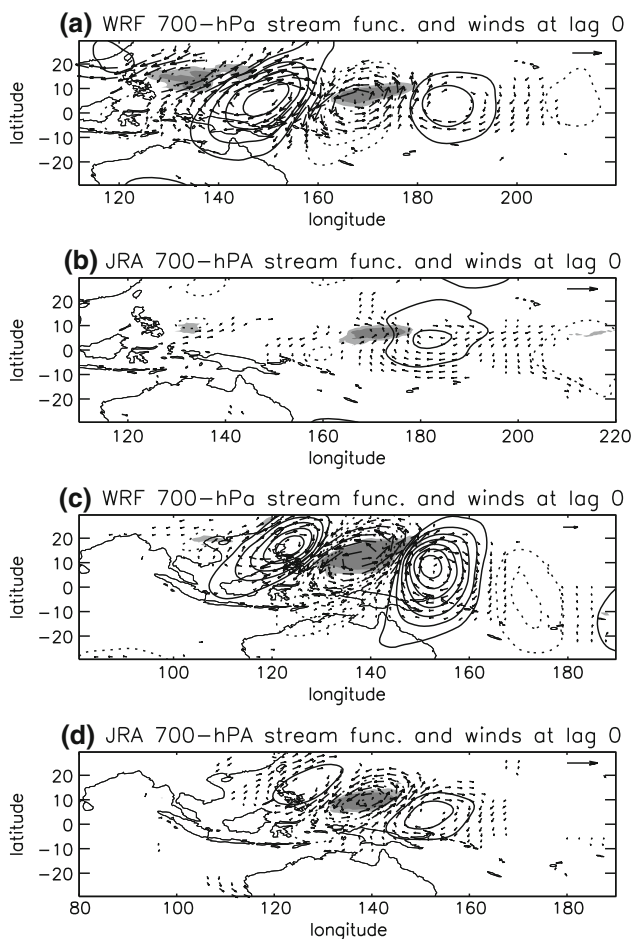 (a) WRF 700-hPa stream func. and winds at lag 0
latitude
20
10
0
-10
-20
120 140 160 180 200
longitude
(b) JRA 700-hPA stream func. and winds at lag 0
latitude
20
10
0
-10
-20
120 140 160 180 200 220
longitude
(c) WRF 700-hPa stream func. and winds at lag 0
latitude
20
10
0
-10
-20
100 120 140 160 180
longitude
(d) JRA 700-hPA stream func. and winds at lag 0
latitude
20
10
0
-10
-20
80 100 120 140 160 180
longitude